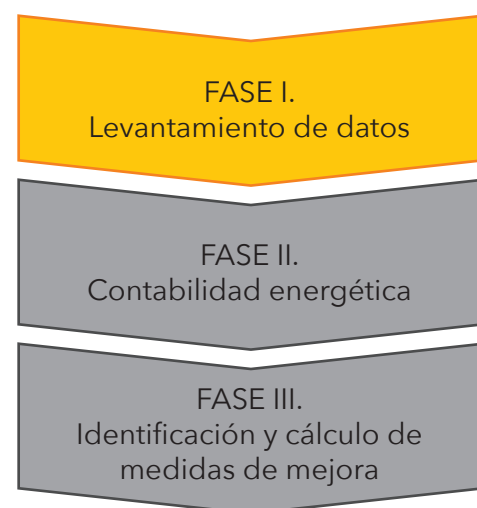 FASE I.
Levantamiento de datos
FASE II.
Contabilidad energética
FASE III.
Identificación y cálculo de
medidas de mejora